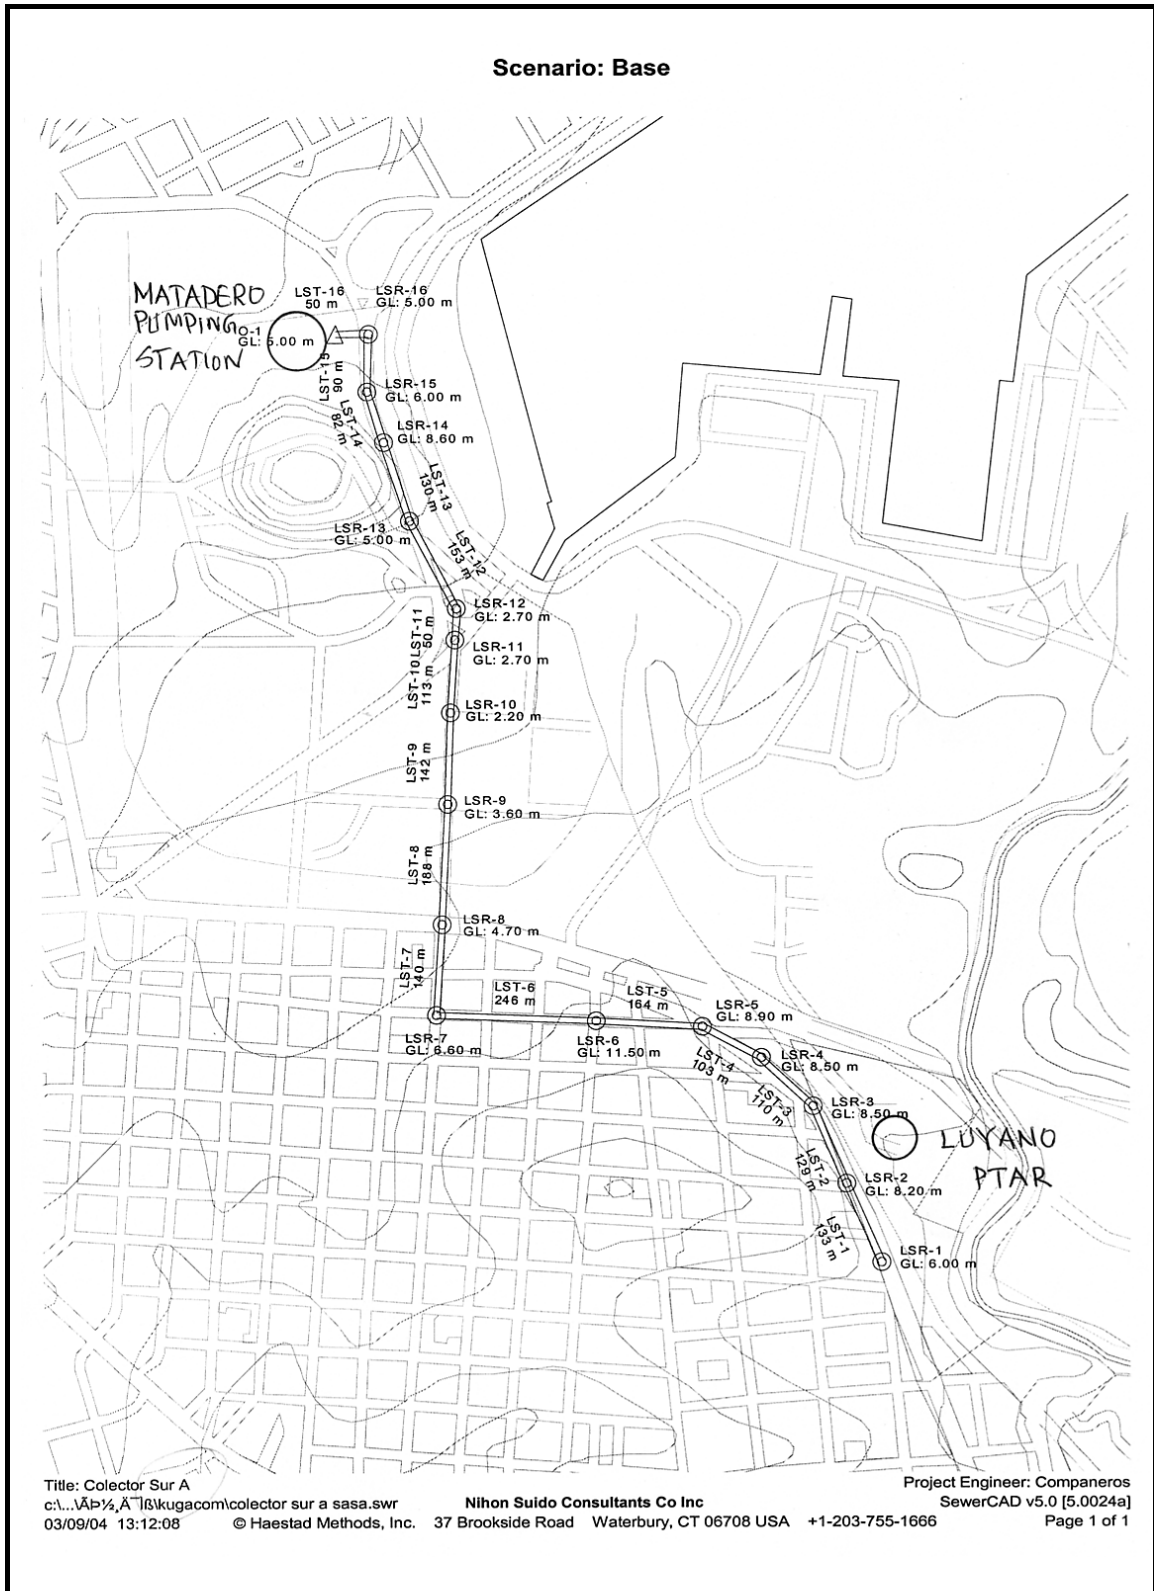 Scenario: Base
MATADERO
PUMPING
STATION
O-1
GL: 5.00 m
LST-16
50 m
LSR-16
GL: 5.00 m
LST-15
90 m
LSR-15
GL: 6.00 m
LST-14
82 m
LSR-14
GL: 8.60 m
LST-13
130 m
LSR-13
GL: 5.00 m
LST-12
153 m
LSR-12
GL: 2.70 m
LST-11
50 m
LSR-11
GL: 2.70 m
LST-10
113 m
LSR-10
GL: 2.20 m
LST-9
142 m
LSR-9
GL: 3.60 m
LST-8
188 m
LSR-8
GL: 4.70 m
LST-7
140 m
LST-6
246 m
LST-5
164 m
LSR-5
GL: 8.90 m
LSR-7
GL: 6.60 m
LSR-6
GL: 11.50 m
LST-4
103 m
LSR-4
GL: 8.50 m
LST-3
110 m
LSR-3
GL: 8.50 m
LUYANO
PTAR
LST-2
129 m
LSR-2
GL: 8.20 m
LST-1
133 m
LSR-1
GL: 6.00 m
Title: Colector Sur A
Project Engineer: Companeros
kugacom\colector sur a sasa.swr
Nihon Suido Consultants Co Inc
SewerCAD v5.0 [5.0024a]
03/09/04 13:12:08
© Haestad Methods, Inc. 37 Brookside Road Waterbury, CT 06708 USA +1-203-755-1666
Page 1 of 1